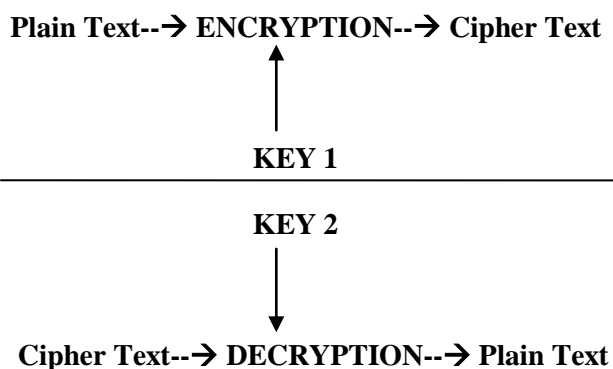 Plain Text--→ ENCRYPTION--→ Cipher Text
KEY 1
KEY 2
Cipher Text--→ DECRYPTION--→ Plain Text